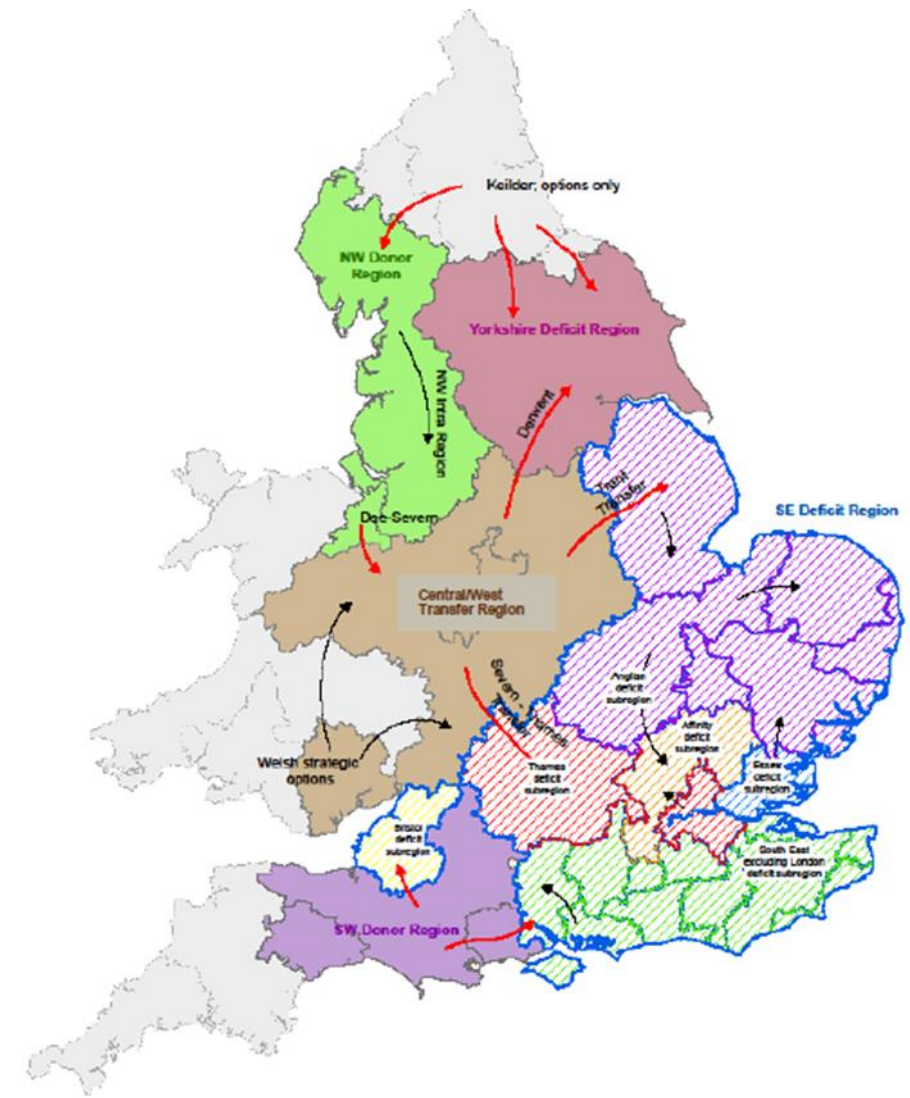 Keilder; options only
NW Donor
Region
Yorkshire Deficit Region
NW Intra Region
Derwent
Trent
Transfer
SE Deficit Region
Dee-Severn
Central/West
Transfer Region
Severn - Thames
Transfer
Anglian
deficit
subregion
Affinity
deficit
subregion
Welsh strategic
options
Thames
deficit
subregion
Essex
deficit
subregion
Bristol
deficit
subregion
South East
excluding London
deficit subregion
SW Donor Region